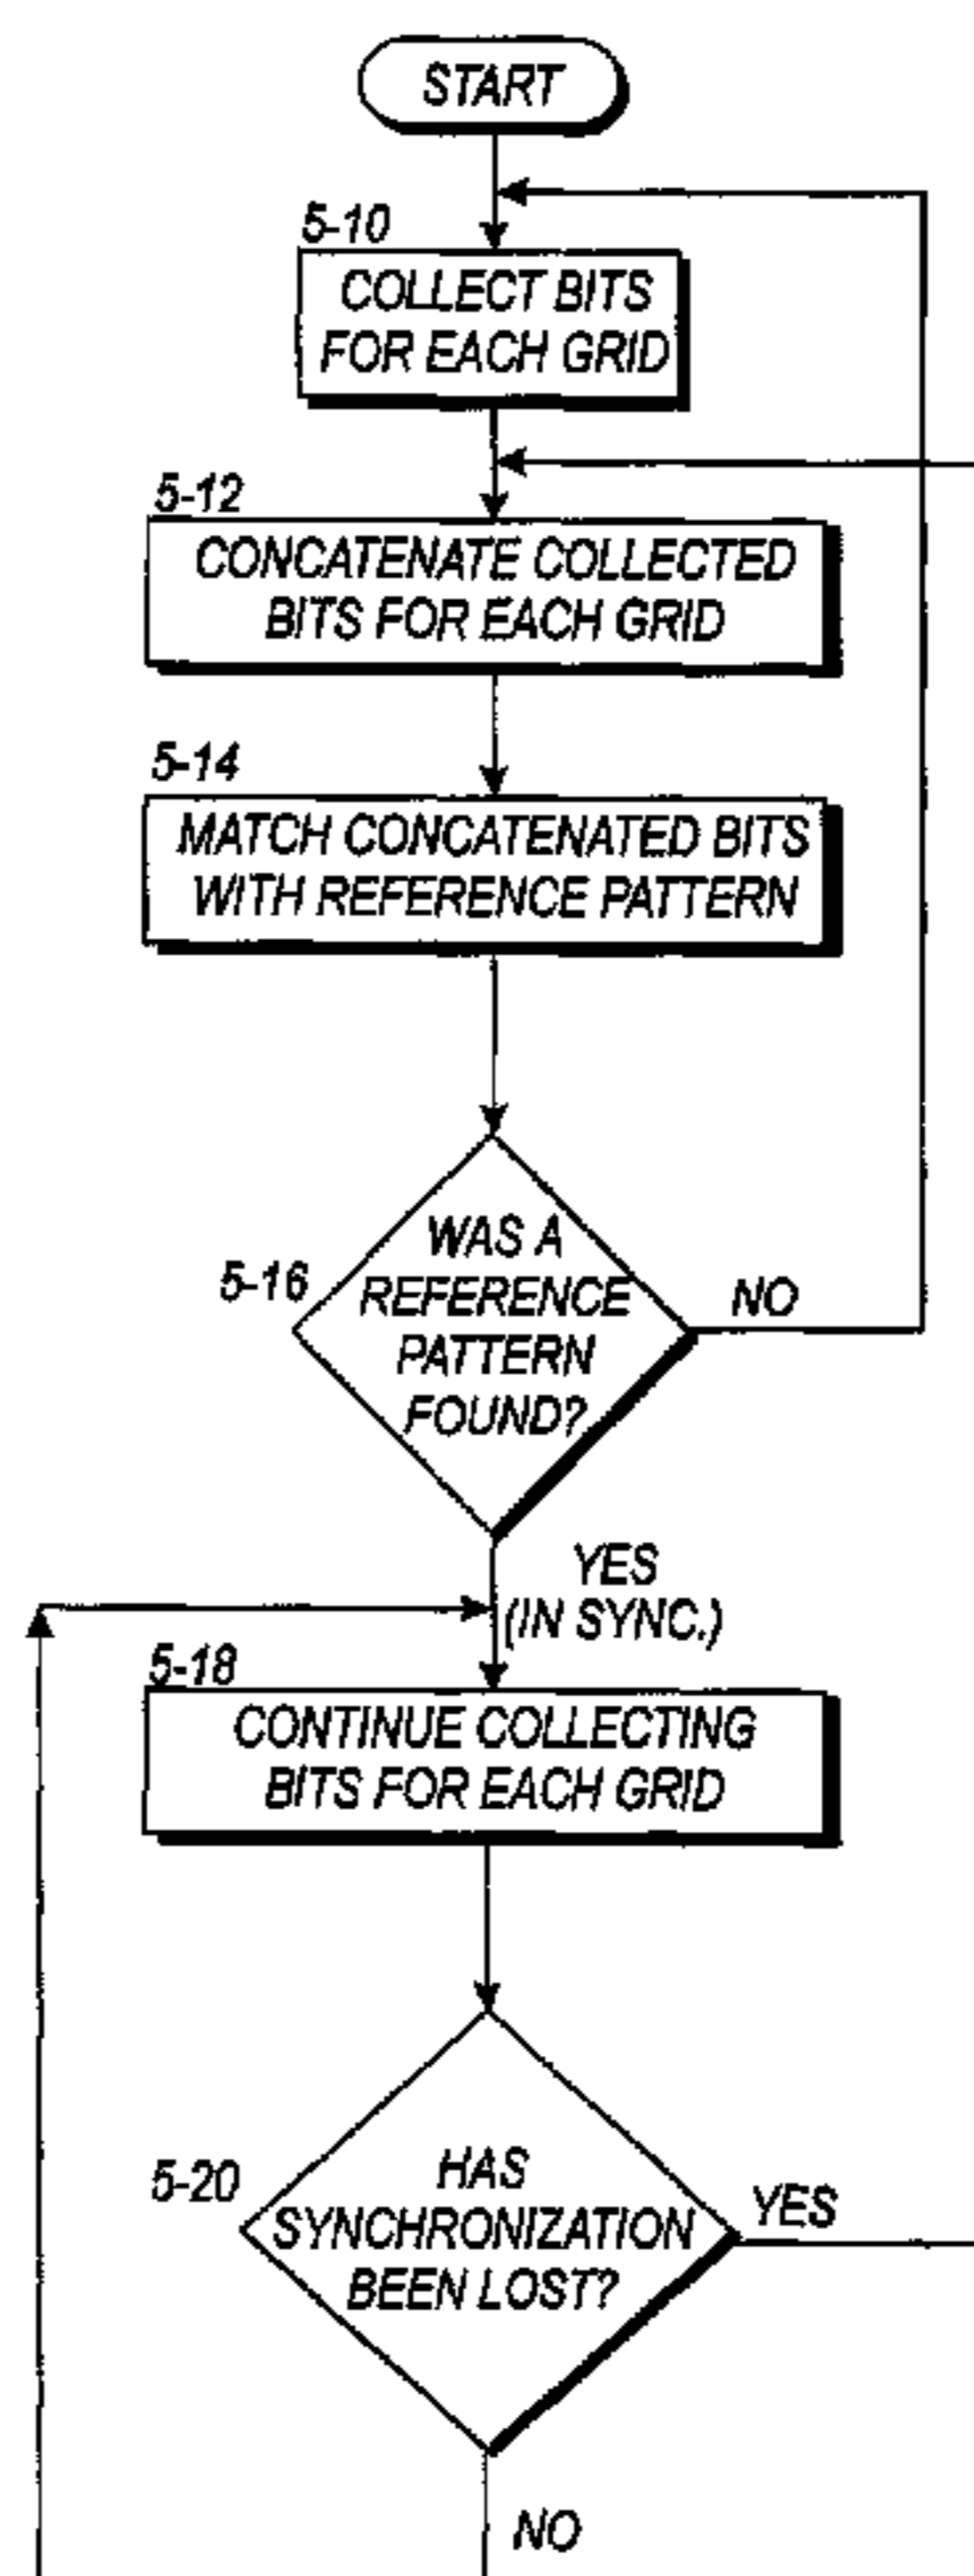 START
5-10
COLLECT BITS
FOR EACH GRID
5-12
CONCATENATE COLLECTED
BITS FOR EACH GRID
5-14
MATCH CONCATENATED BITS
WITH REFERENCE PATTERN
5-16
WAS A
REFERENCE
PATTERN
FOUND?
NO
YES
(IN SYNC.)
5-18
CONTINUE COLLECTING
BITS FOR EACH GRID
5-20
HAS
SYNCHRONIZATION
BEEN LOST?
YES
NO